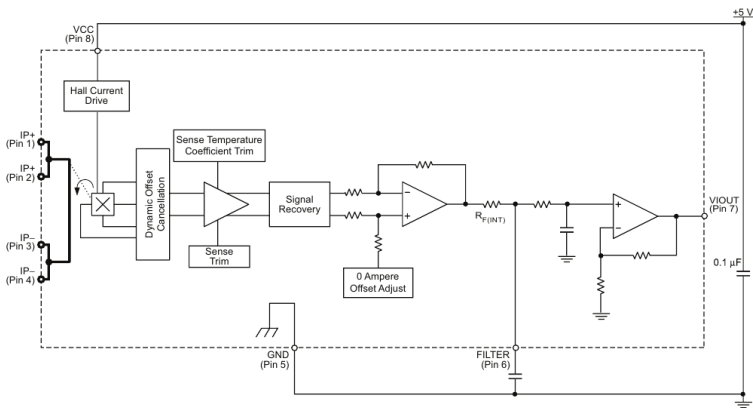 +5 V
VCC
(Pin 8)
Hall Current
Drive
IP+
(Pin 1)
IP+
(Pin 2)
IP−
(Pin 3)
IP−
(Pin 4)
Dynamic Offset
Cancellation
Sense Temperature
Coefficient Trim
Sense
Trim
Signal
Recovery
0 Ampere
Offset Adjust
−
+
RF(INT)
+
−
VIOUT
(Pin 7)
0.1 μF
GND
(Pin 5)
FILTER
(Pin 6)